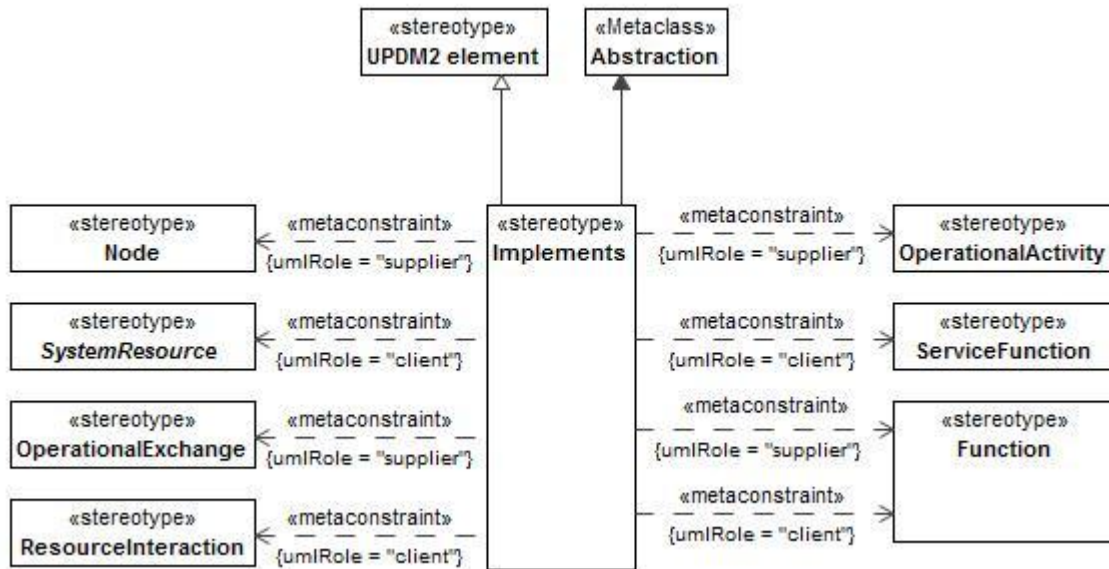 «stereotype»
UPDM2 element
«Metaclass»
Abstraction
«stereotype»
Node
«metaconstraint»
{umlRole = "supplier"}
«stereotype»
SystemResource
«metaconstraint»
{umlRole = "client"}
«stereotype»
OperationalExchange
«metaconstraint»
{umlRole = "supplier"}
«stereotype»
ResourceInteraction
«metaconstraint»
{umlRole = "client"}
«stereotype»
Implements
«metaconstraint»
{umlRole = "supplier"}
«stereotype»
OperationalActivity
«metaconstraint»
{umlRole = "client"}
«stereotype»
ServiceFunction
«metaconstraint»
{umlRole = "supplier"}
«stereotype»
Function
«metaconstraint»
{umlRole = "client"}